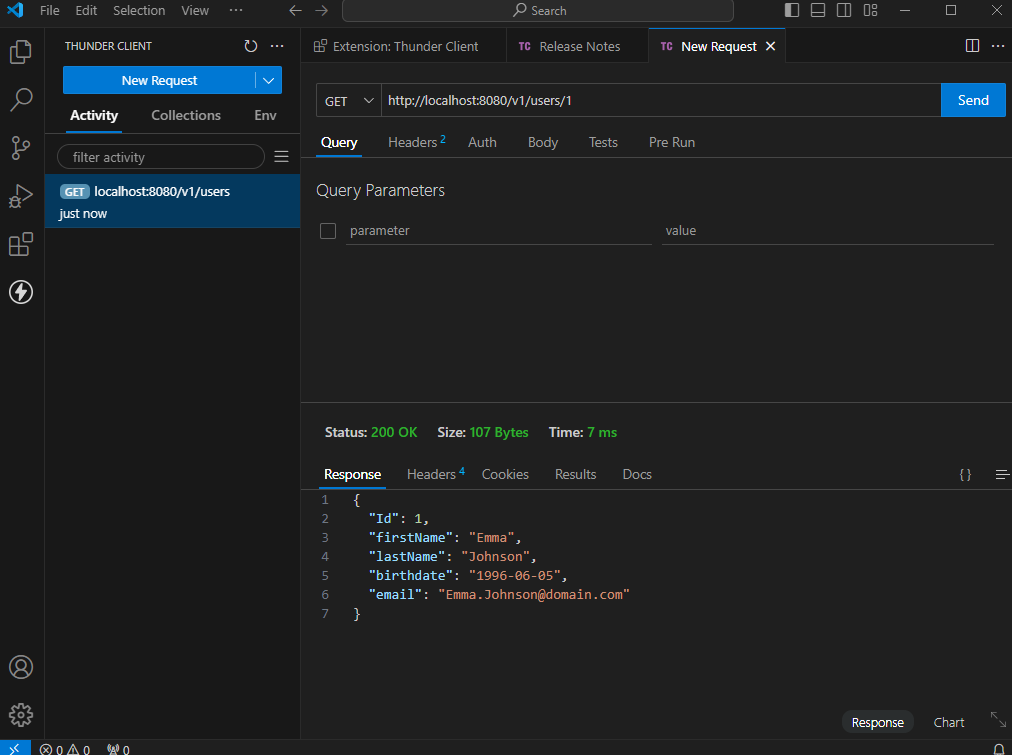 File Edit Selection View ··· Search
THUNDER CLIENT
New Request
Activity Collections Env
filter activity
GET localhost:8080/v1/users
just now
Extension: Thunder Client TC Release Notes TC New Request
GET http://localhost:8080/v1/users/1 Send
Query Headers 2 Auth Body Tests Pre Run
Query Parameters
parameter value
Status: 200 OK Size: 107 Bytes Time: 7 ms
Response Headers 4 Cookies Results Docs { }
1 {
2 "Id": 1,
3 "firstName": "Emma",
4 "lastName": "Johnson",
5 "birthdate": "1996-06-05",
6 "email": "Emma.Johnson@domain.com"
7 }
Response Chart
0 0 0